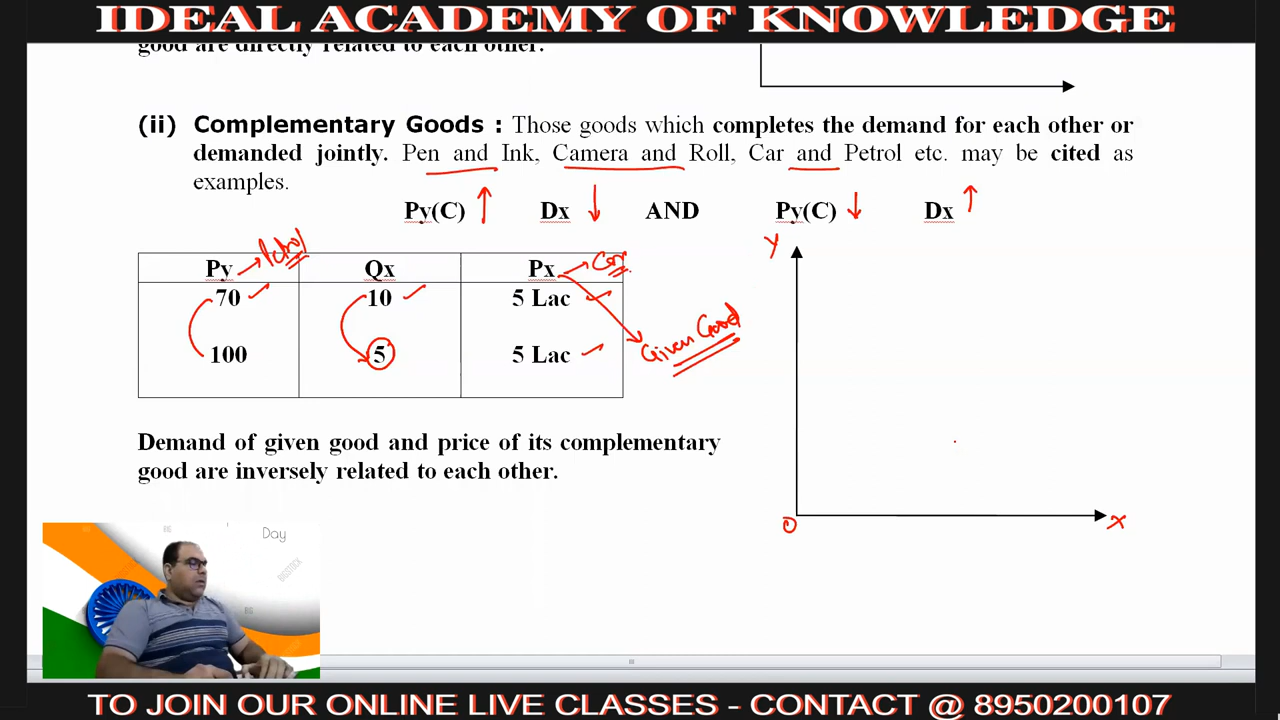 IDEAL ACADEMY OF KNOWLEDGE
good are directly related to each other.
(ii) Complementary Goods : Those goods which completes the demand for each other or
demanded jointly. Pen and Ink, Camera and Roll, Car and Petrol etc. may be cited as
examples.
Py(C) Dx AND Py(C) Dx
Y
Py Petrol Qx Px Car
70 10 5 Lac
Given Good
100 5 5 Lac
Demand of given good and price of its complementary
good are inversely related to each other.
O X
Day
BIGSTOCK
TO JOIN OUR ONLINE LIVE CLASSES - CONTACT @ 8950200107